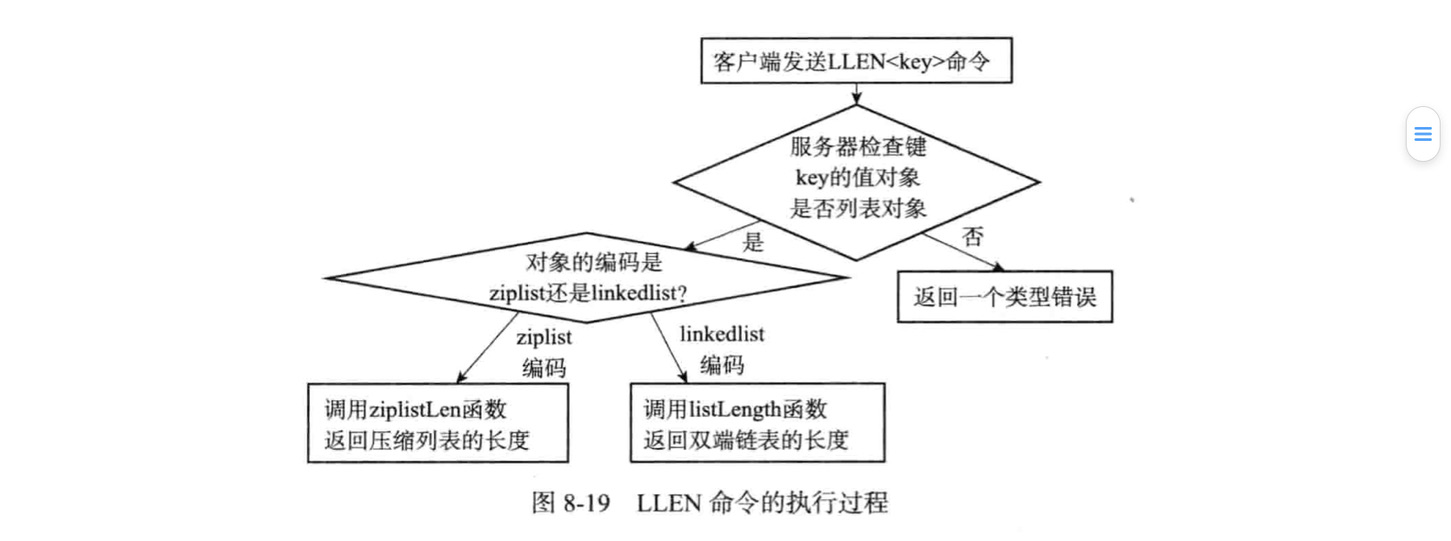 客户端发送LLEN<key>命令
服务器检查键
key的值对象
是否列表对象
是
否
对象的编码是
ziplist还是linkedlist?
返回一个类型错误
ziplist
编码
linkedlist
编码
调用ziplistLen函数
返回压缩列表的长度
调用listLength函数
返回双端链表的长度
图 8-19 LLEN 命令的执行过程